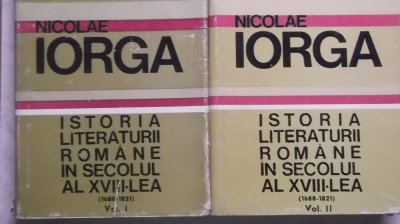 NICOLAE
IORGA
ISTORIA
LITERATURII
ROMÂNE
IN SECOLUL
AL XVIII-LEA
(1688-1821)
Vol. I
NICOLAE
IORGA
ISTORIA
LITERATURII
ROMÂNE
IN SECOLUL
AL XVIII-LEA
(1688-1821)
Vol. II